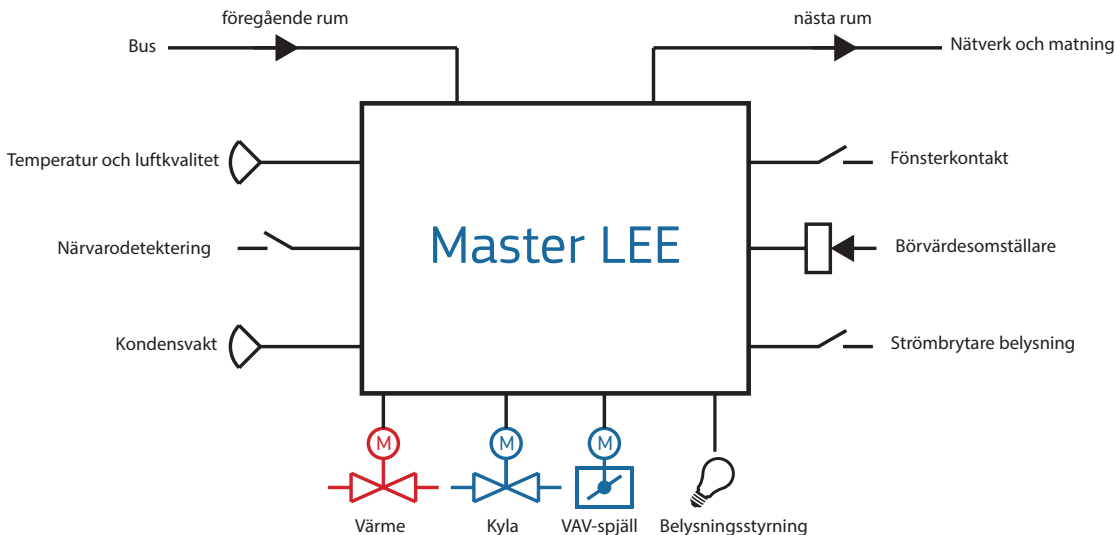 föregående rum
nästa rum
Bus
Nätverk och matning
Temperatur och luftkvalitet
Fönsterkontakt
Master LEE
Närvarodetektering
Börvärdesomställare
Kondensvakt
Strömbrytare belysning
M
M
M
Värme
Kyla
VAV-spjäll
Belysningsstyrning